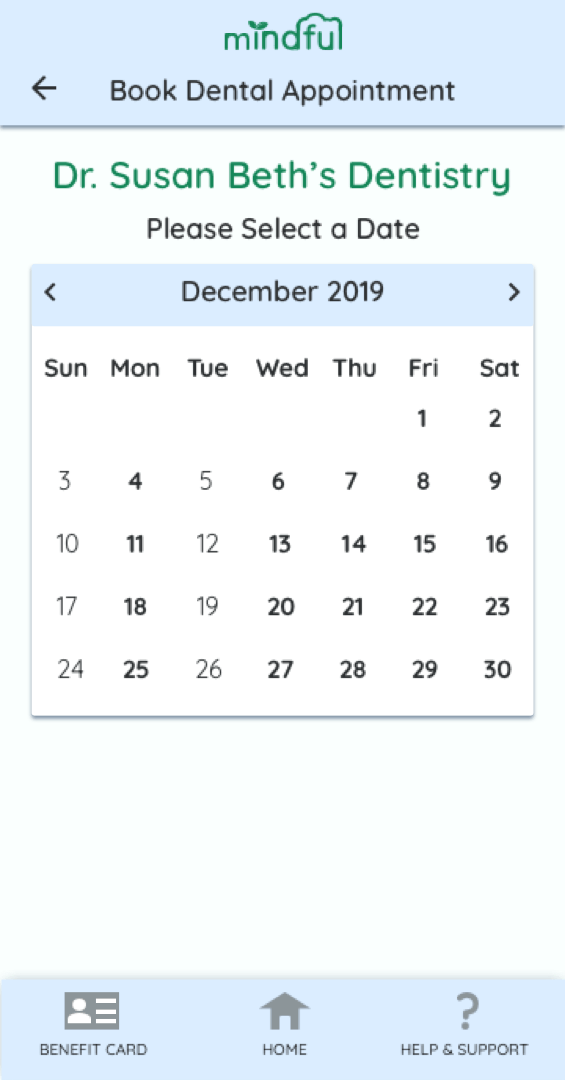 mindful
Book Dental Appointment
Dr. Susan Beth’s Dentistry
Please Select a Date
December 2019
Sun Mon Tue Wed Thu Fri Sat
1 2
3 4 5 6 7 8 9
10 11 12 13 14 15 16
17 18 19 20 21 22 23
24 25 26 27 28 29 30
BENEFIT CARD HOME HELP & SUPPORT